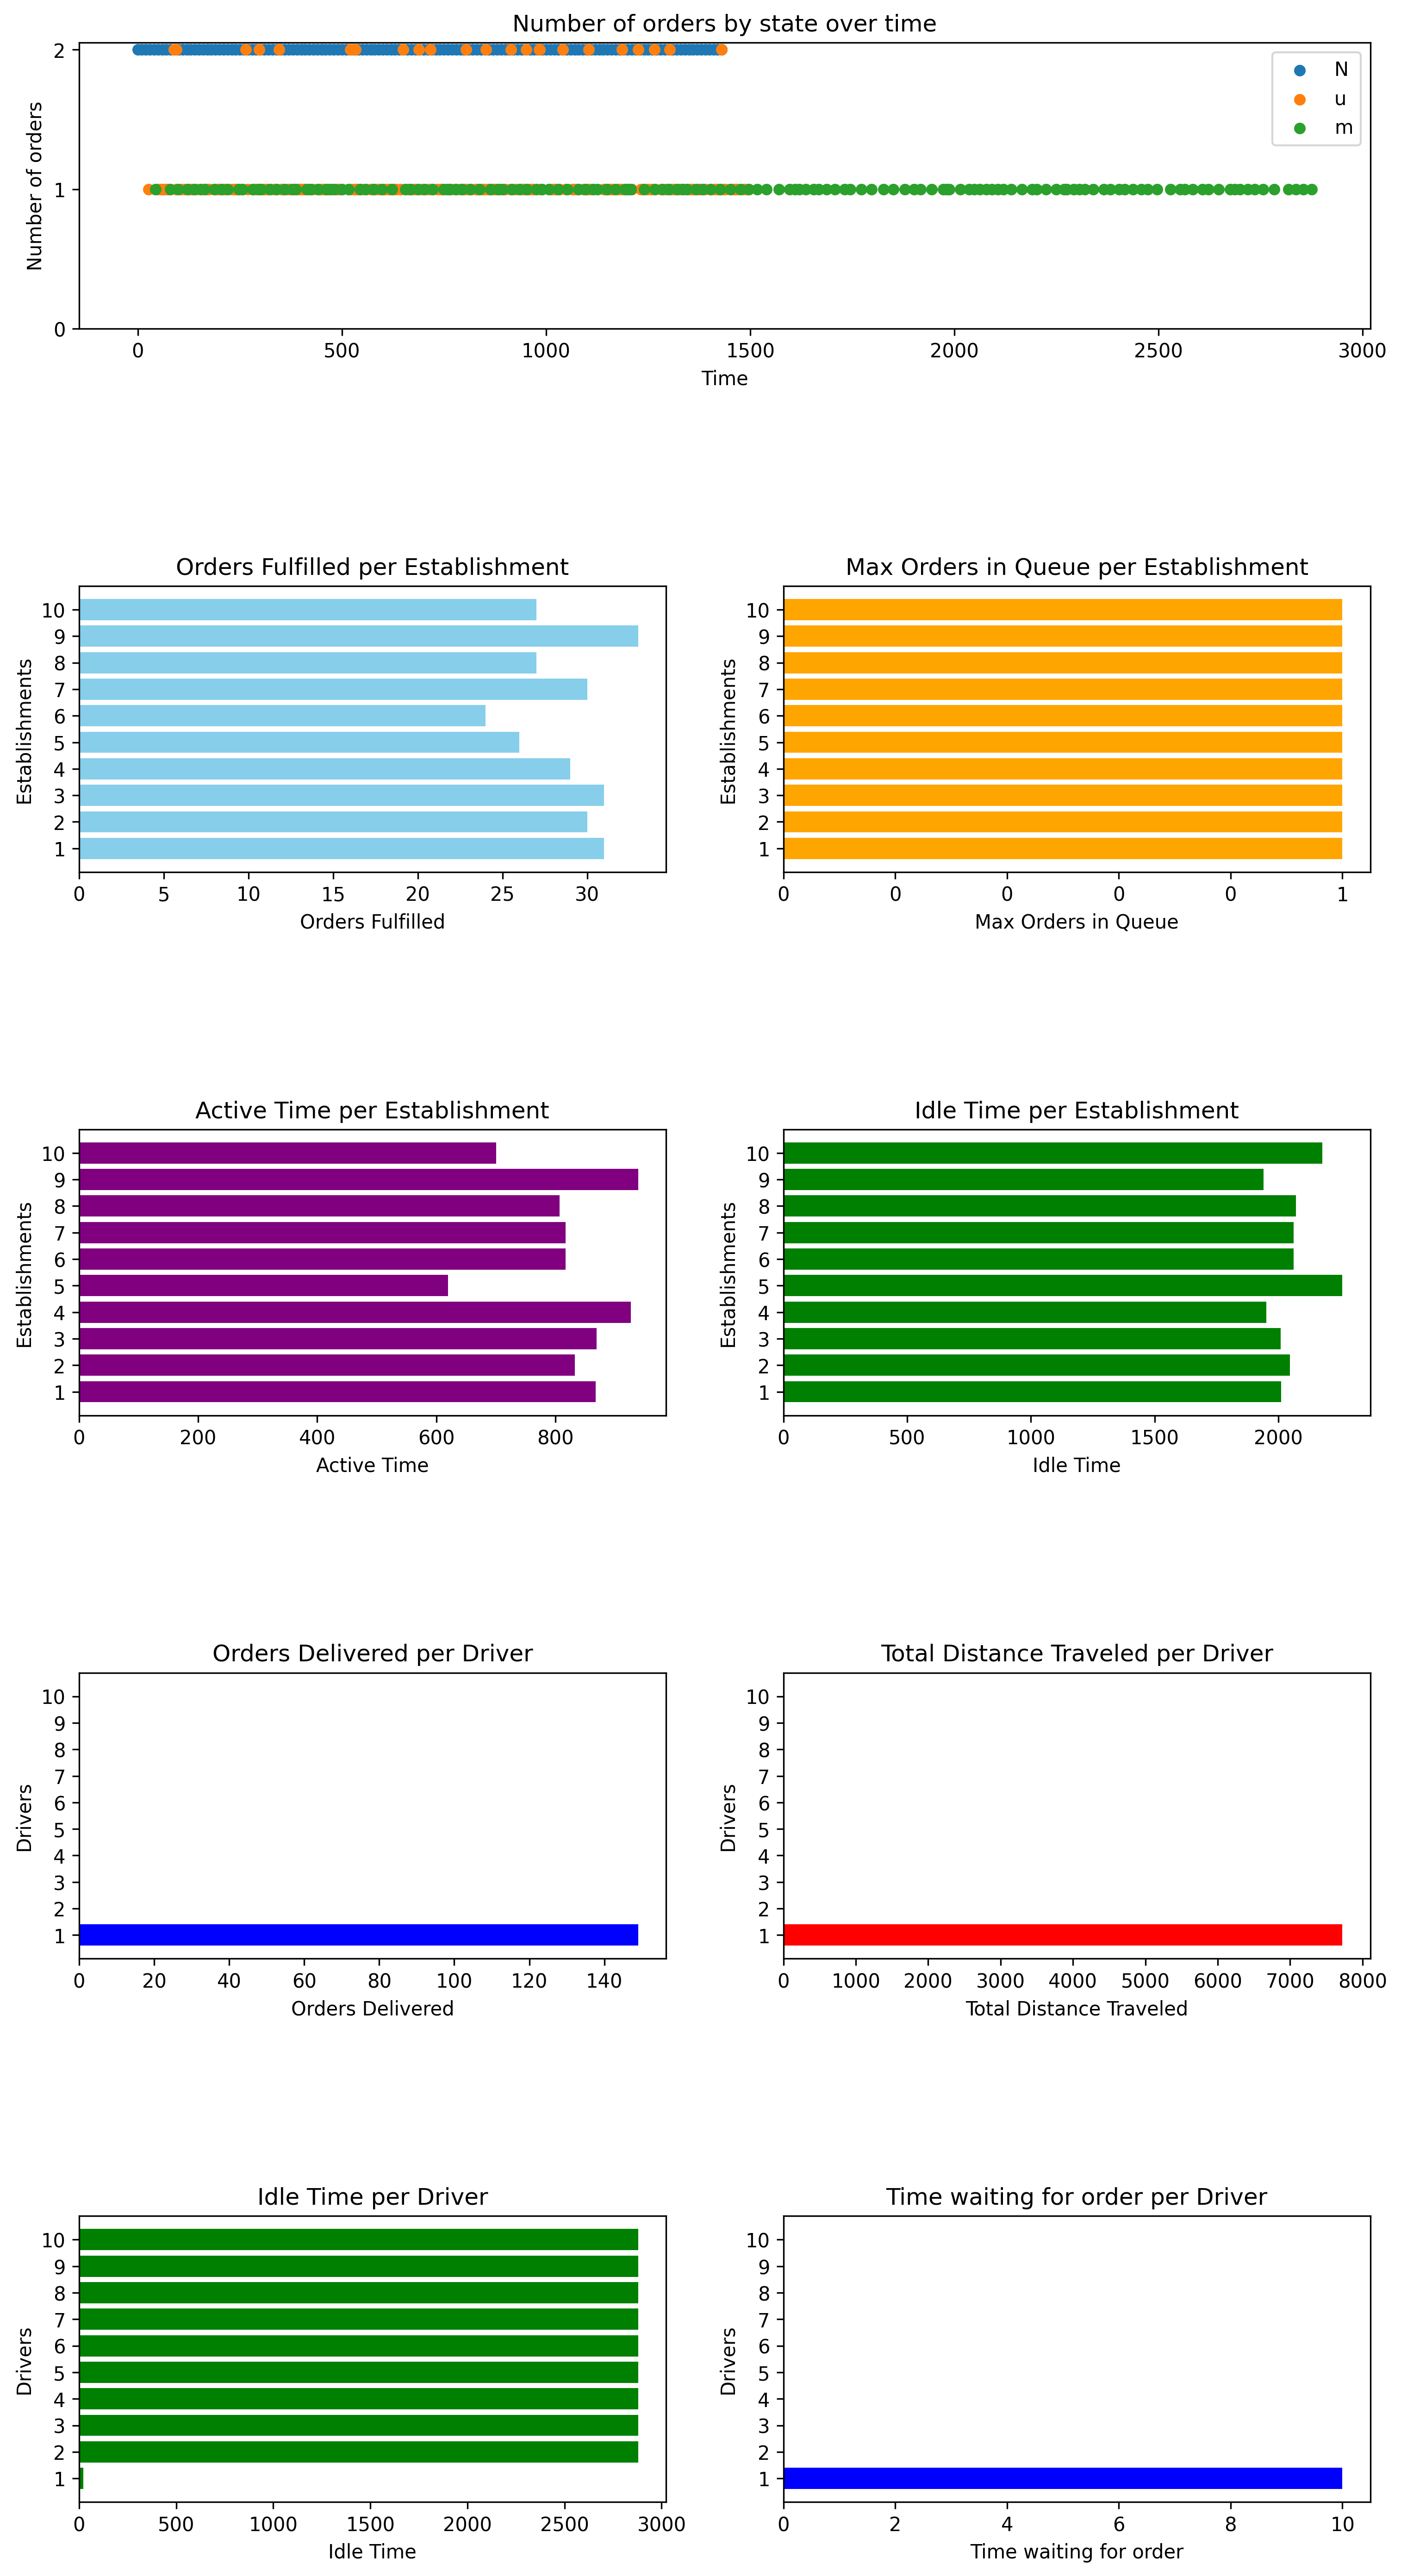 Number of orders by state over time
2
1
0
Number of orders
N
u
m
0 500 1000 1500 2000 2500 3000
Time
Orders Fulfilled per Establishment
10
9
8
7
6
5
4
3
2
1
Establishments
0 5 10 15 20 25 30
Orders Fulfilled
Max Orders in Queue per Establishment
10
9
8
7
6
5
4
3
2
1
Establishments
0 0 0 0 0 1
Max Orders in Queue
Active Time per Establishment
10
9
8
7
6
5
4
3
2
1
Establishments
0 200 400 600 800
Active Time
Idle Time per Establishment
10
9
8
7
6
5
4
3
2
1
Establishments
0 500 1000 1500 2000
Idle Time
Orders Delivered per Driver
10
9
8
7
6
5
4
3
2
1
Drivers
0 20 40 60 80 100 120 140
Orders Delivered
Total Distance Traveled per Driver
10
9
8
7
6
5
4
3
2
1
Drivers
0 1000 2000 3000 4000 5000 6000 7000 8000
Total Distance Traveled
Idle Time per Driver
10
9
8
7
6
5
4
3
2
1
Drivers
0 500 1000 1500 2000 2500 3000
Idle Time
Time waiting for order per Driver
10
9
8
7
6
5
4
3
2
1
Drivers
0 2 4 6 8 10
Time waiting for order